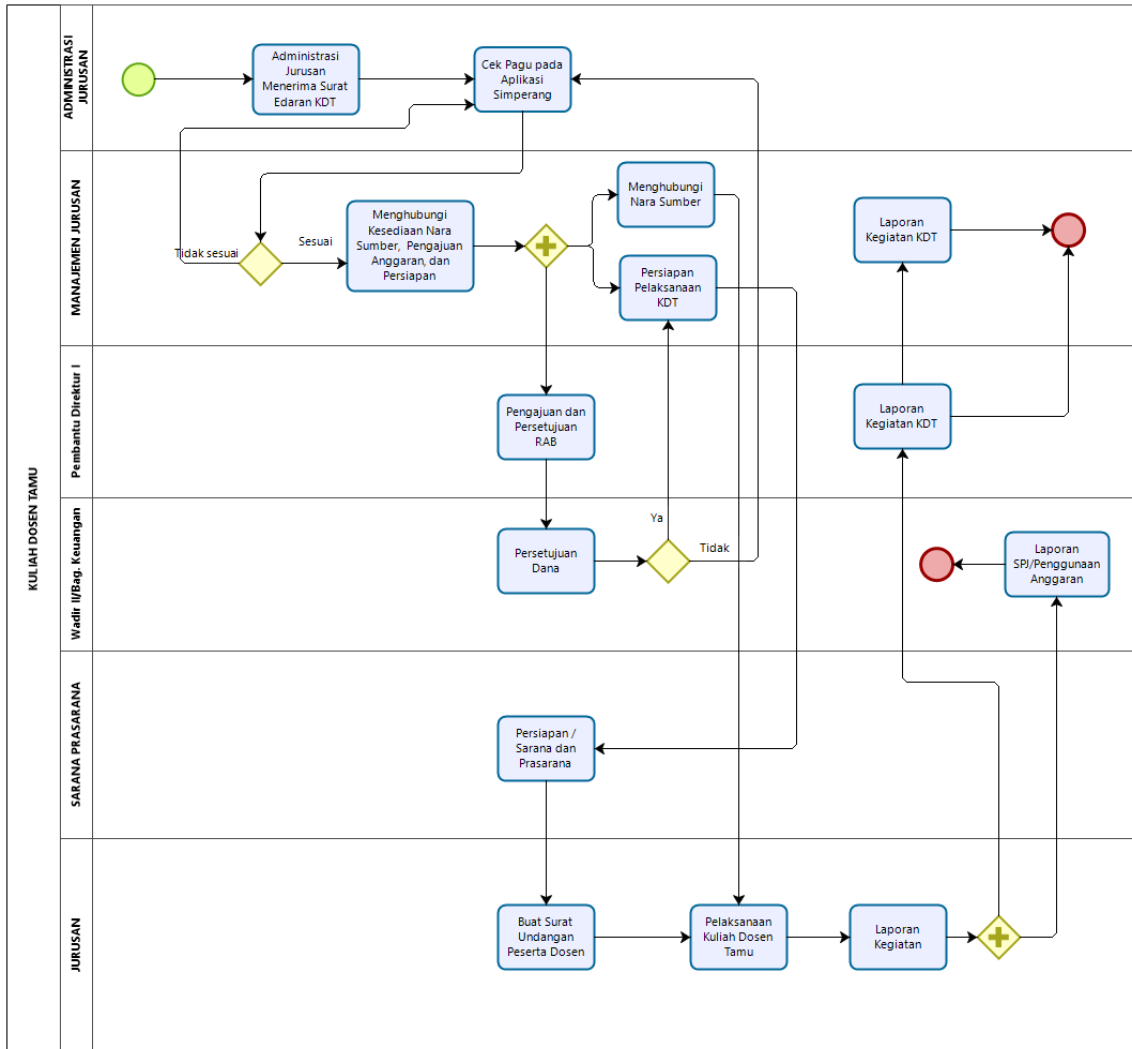 KULIAH DOSEN TAMU
ADMINISTRASI
JURUSAN
Administrasi
Jurusan
Menerima Surat
Edaran KDT
Cek Pagu pada
Aplikasi
Simperang
MANAJEMEN JURUSAN
Tidak sesuai
Sesuai
Menghubungi
Kesediaan Nara
Sumber, Pengajuan
Anggaran, dan
Persiapan
Menghubungi
Nara Sumber
Persiapan
Pelaksanaan
KDT
Laporan
Kegiatan KDT
Pembantu Direktur I
Pengajuan dan
Persetujuan
RAB
Laporan
Kegiatan KDT
Wadir II/Bag. Keuangan
Persetujuan
Dana
Ya
Tidak
Laporan
SPJ/Penggunaan
Anggaran
SARANA PRASARANA
Persiapan /
Sarana dan
Prasarana
JURUSAN
Buat Surat
Undangan
Peserta Dosen
Pelaksanaan
Kuliah Dosen
Tamu
Laporan
Kegiatan